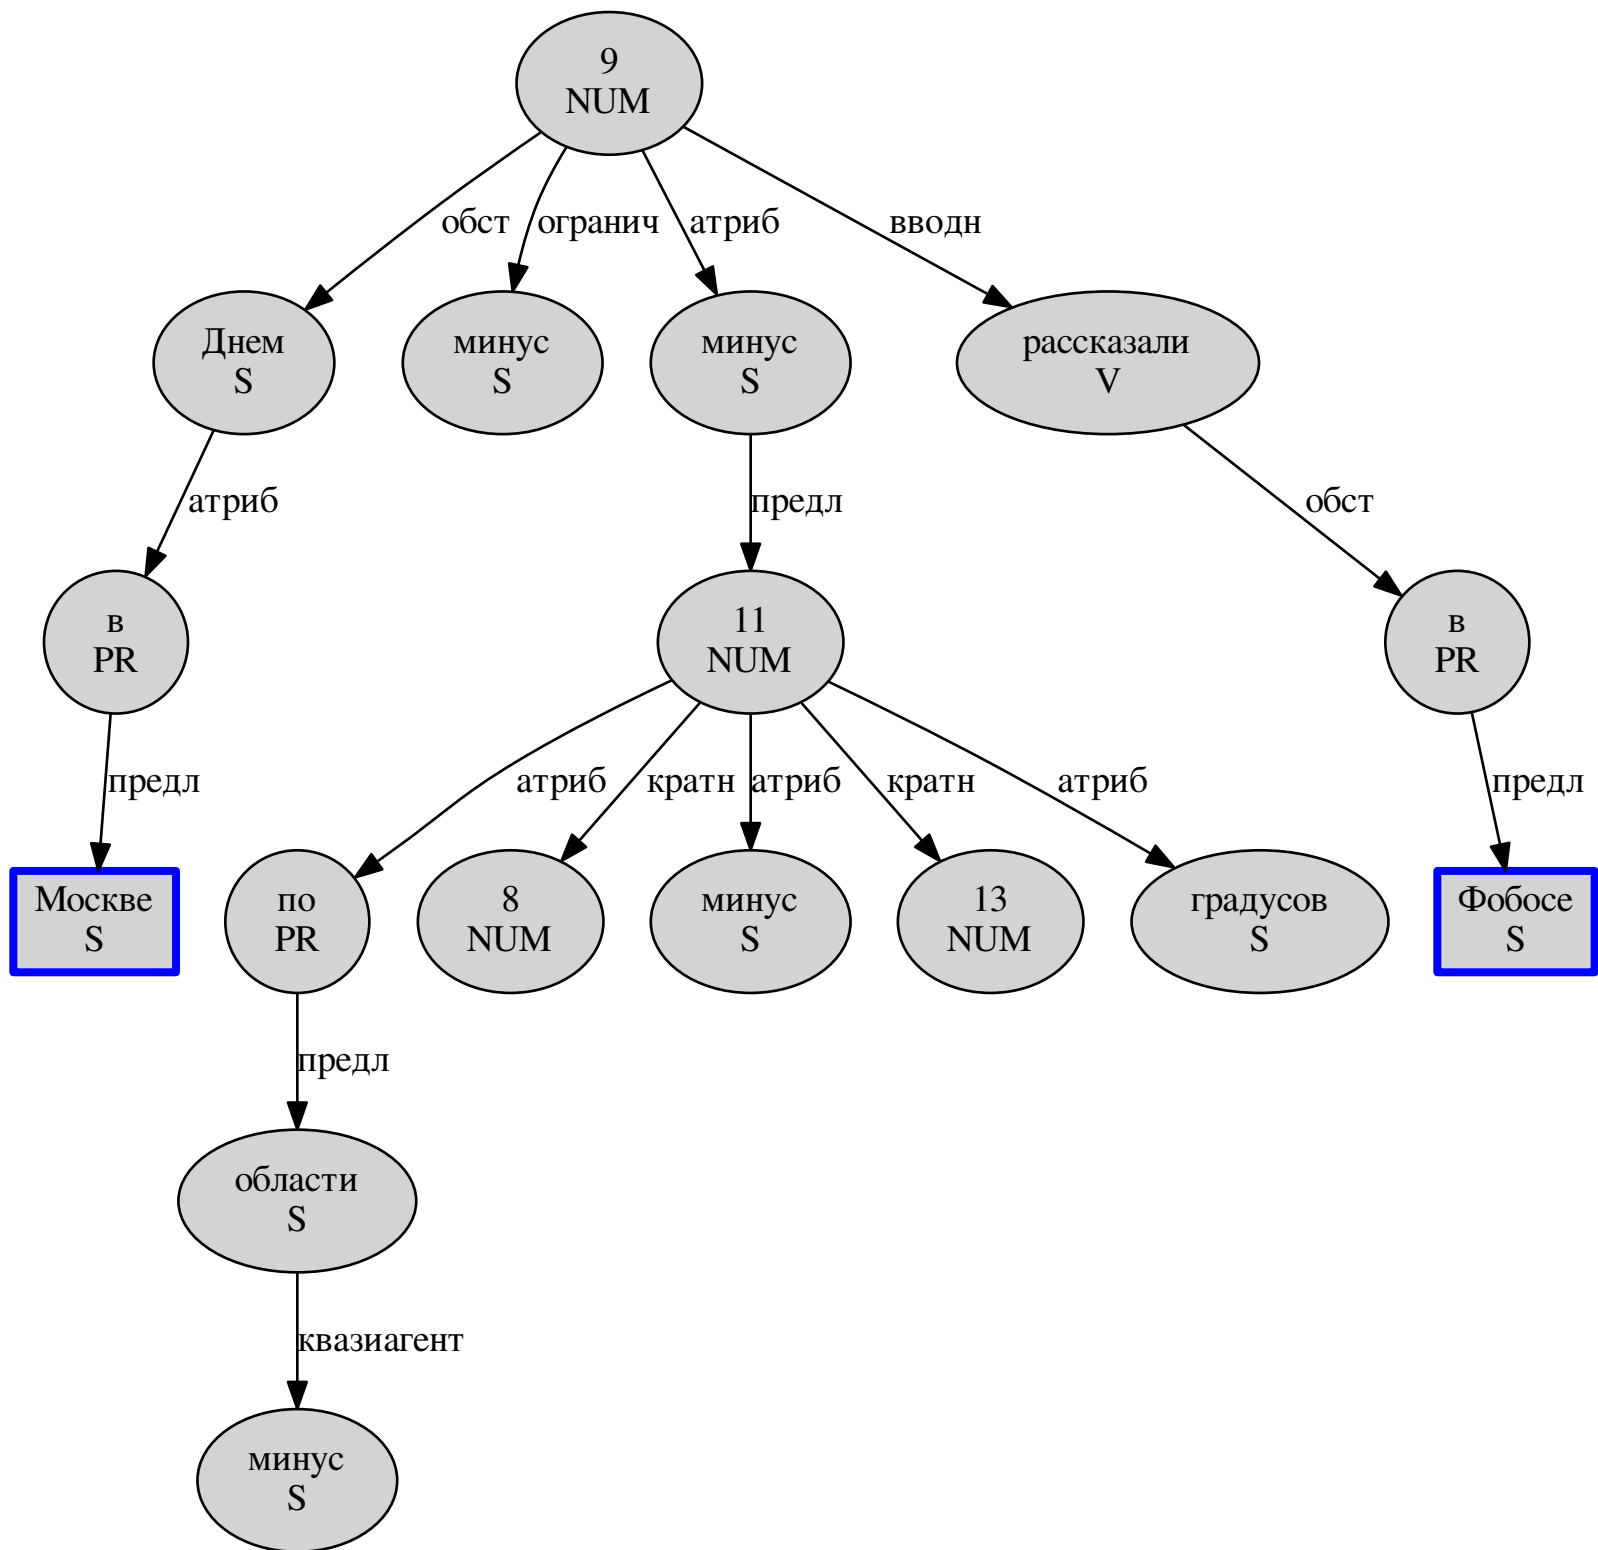 9
NUM
обст
огранич
атриб
вводн
Днем
S
минус
S
минус
S
рассказали
V
атриб
предл
обст
в
PR
11
NUM
в
PR
предл
атриб
кратн
атриб
кратн
атриб
предл
Москве
S
по
PR
8
NUM
минус
S
13
NUM
градусов
S
Фобосе
S
предл
области
S
квазиагент
минус
S